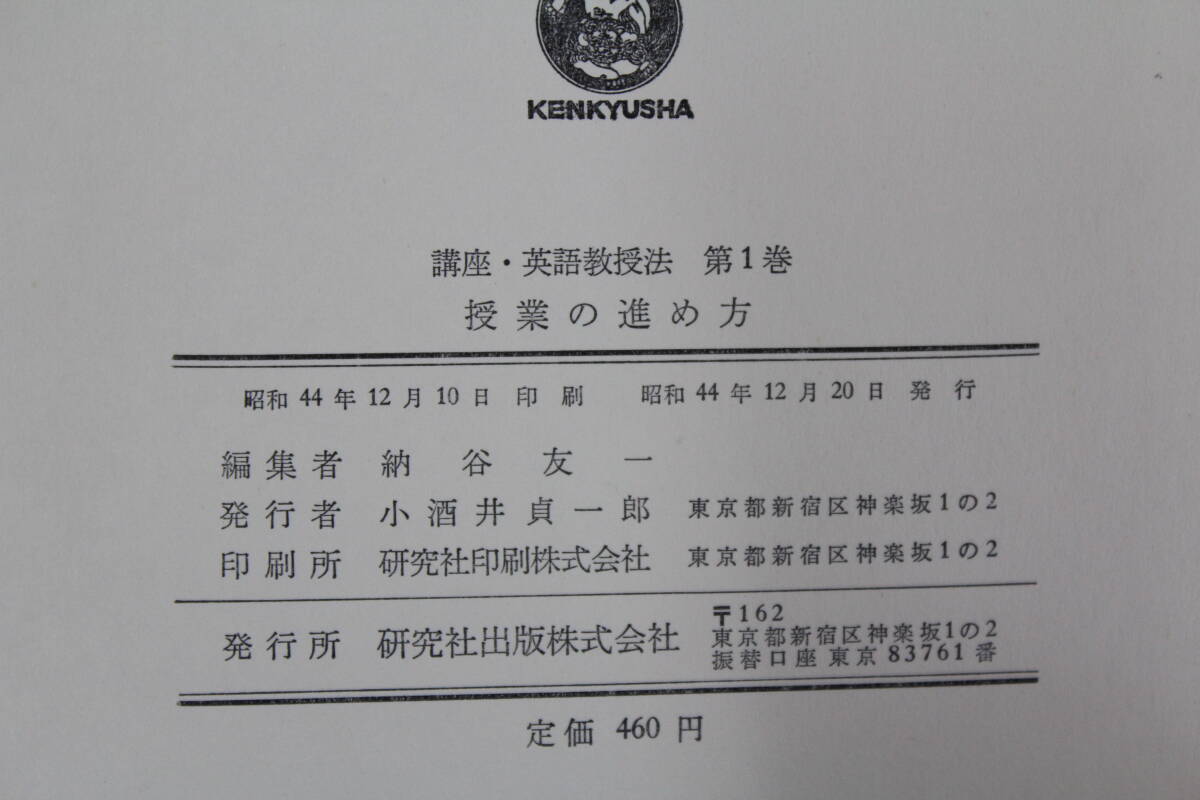 KENKYUSHA
講座・英語教授法 第1巻
授業の進め方
昭和 44 年 12 月 10 日 印刷 昭和 44 年 12 月 20 日 発行
編集者 納谷友一
発行者 小酒井貞一郎 東京都新宿区神楽坂1の2
印刷所 研究社印刷株式会社 東京都新宿区神楽坂1の2
発行所 研究社出版株式会社
〒162
東京都新宿区神楽坂1の2
振替口座 東京 83761 番
定価 460 円